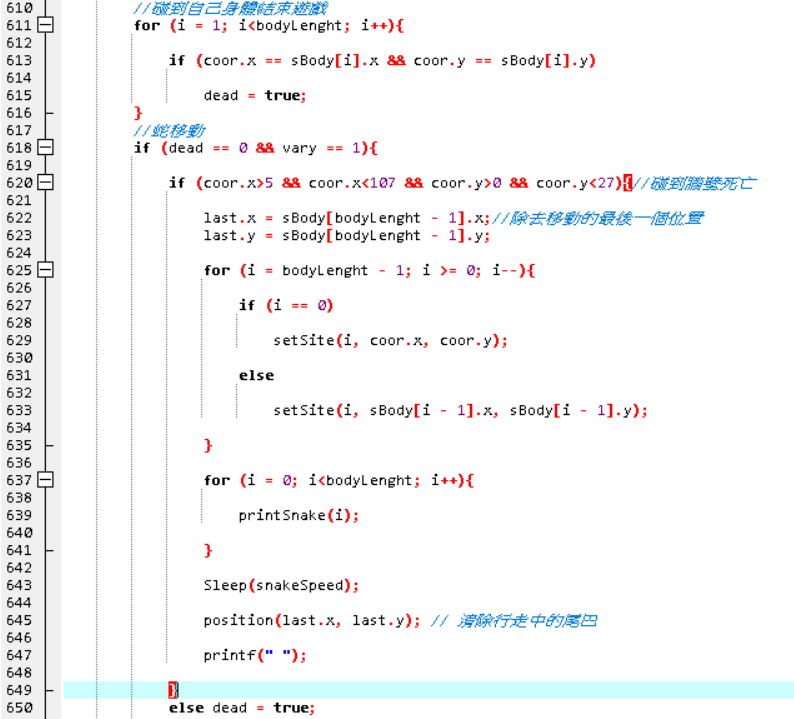 610 //碰到自己身體結束遊戲
611 for (i = 1; i<bodyLenght; i++){
612
613 if (coor.x == sBody[i].x && coor.y == sBody[i].y)
614
615 dead = true;
616 }
617 //蛇移動
618 if (dead == 0 && vary == 1){
619
620 if (coor.x>5 && coor.x<107 && coor.y>0 && coor.y<27){//碰到牆壁死亡
621
622 last.x = sBody[bodyLenght - 1].x;//除去移動的最後一個位置
623 last.y = sBody[bodyLenght - 1].y;
624
625 for (i = bodyLenght - 1; i >= 0; i--){
626
627 if (i == 0)
628
629 setSite(i, coor.x, coor.y);
630
631 else
632
633 setSite(i, sBody[i - 1].x, sBody[i - 1].y);
634
635 }
636
637 for (i = 0; i<bodyLenght; i++){
638
639 printSnake(i);
640
641 }
642
643 Sleep(snakeSpeed);
644
645 position(last.x, last.y); // 清除行走中的尾巴
646
647 printf(" ");
648
649 }
650 else dead = true;